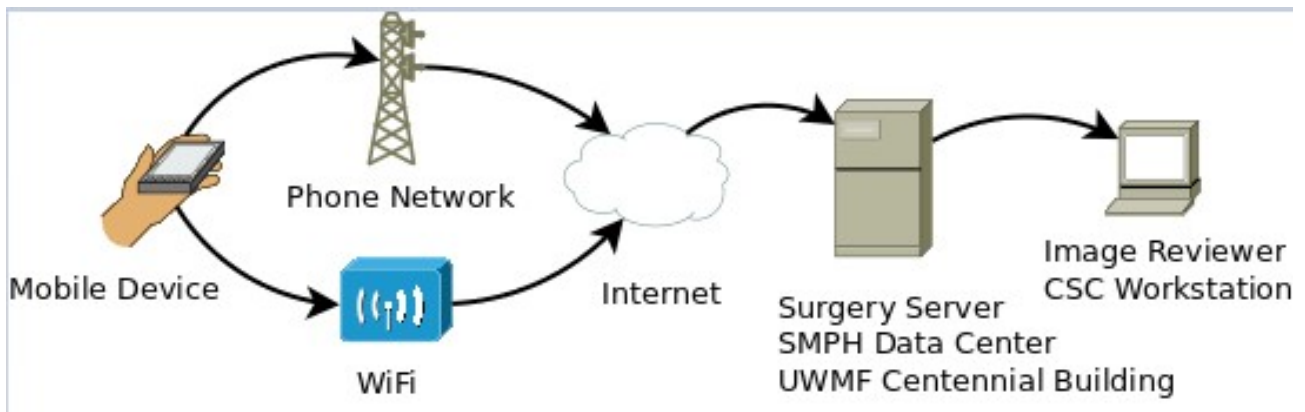 Phone Network
Mobile Device
WiFi
Internet
Surgery Server
SMPH Data Center
UWMF Centennial Building
Image Reviewer
CSC Workstation